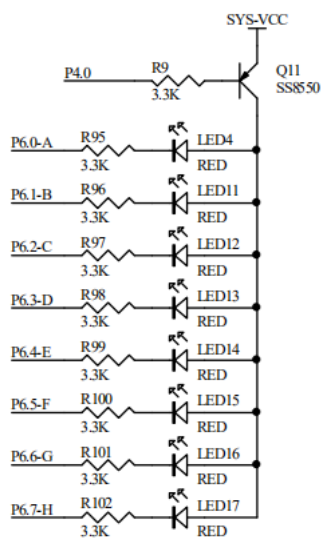 SYS-VCC
P4.0 R9 Q11
3.3K SS8550
P6.0-A R95 LED4
3.3K RED
P6.1-B R96 LED11
3.3K RED
P6.2-C R97 LED12
3.3K RED
P6.3-D R98 LED13
3.3K RED
P6.4-E R99 LED14
3.3K RED
P6.5-F R100 LED15
3.3K RED
P6.6-G R101 LED16
3.3K RED
P6.7-H R102 LED17
3.3K RED